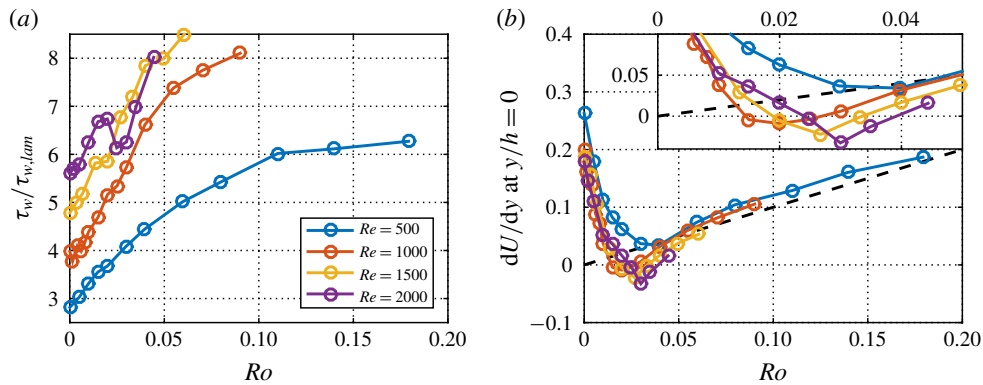 (a)
8
7
6
5
4
3
τw/τw,lam
0
0.05
0.10
0.15
0.20
Ro
Re = 500
Re = 1000
Re = 1500
Re = 2000
(b)
0
0.02
0.04
0.4
0.3
0.2
0.1
0
−0.1
dU/dy at y/h = 0
0.05
0
0
0.05
0.10
0.15
0.20
Ro